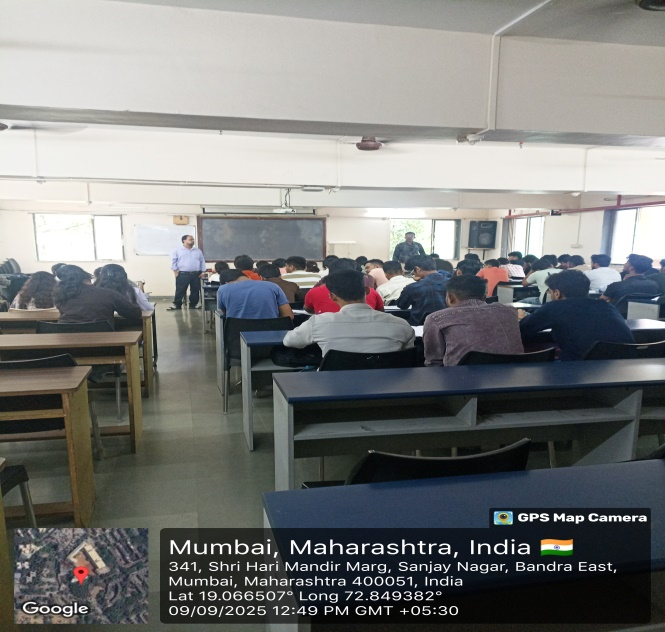 GPS Map Camera
Mumbai, Maharashtra, India 🇮🇳
341, Shri Hari Mandir Marg, Sanjay Nagar, Bandra East,
Mumbai, Maharashtra 400051, India
Lat 19.066507° Long 72.849382°
09/09/2025 12:49 PM GMT +05:30
Google